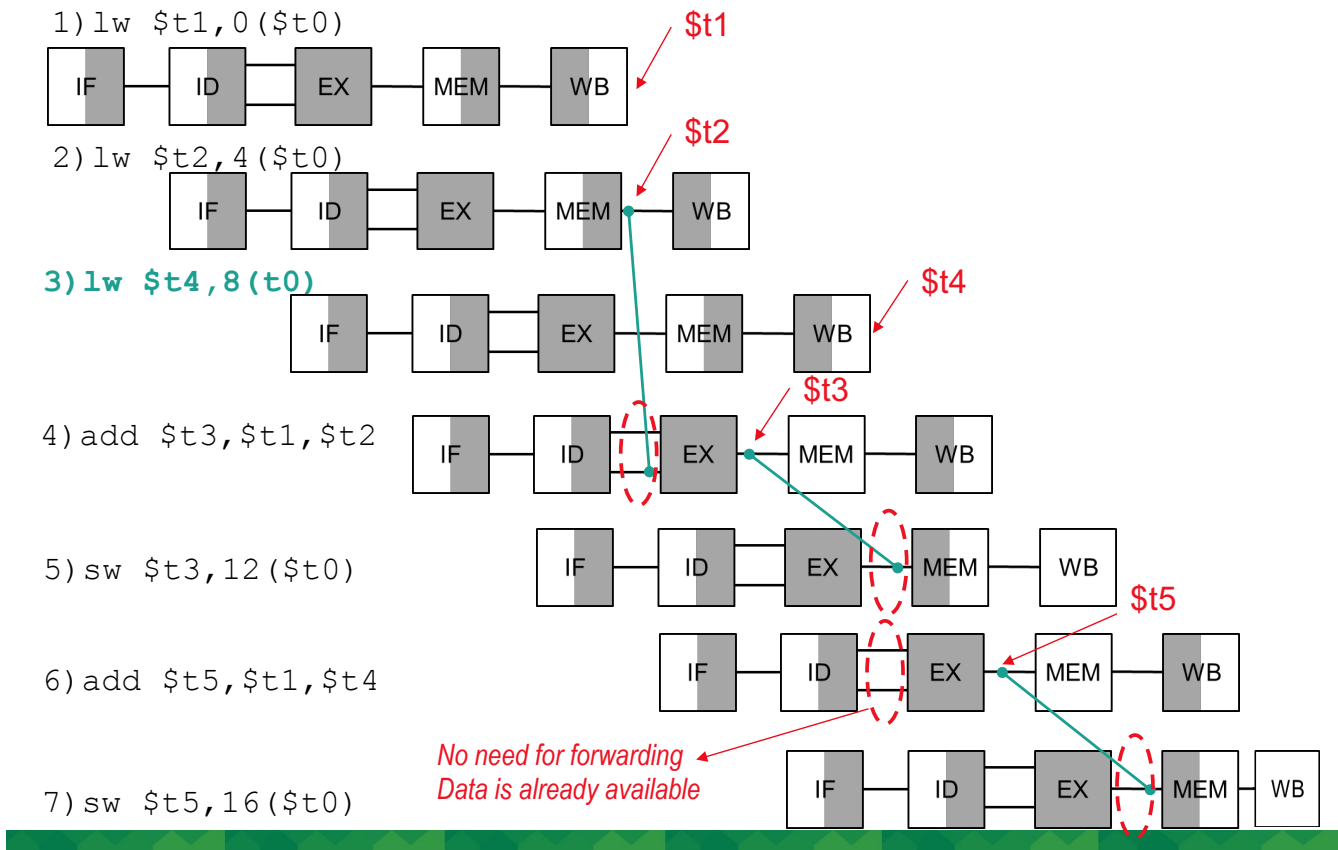 1)lw $t1,0($t0)
$t1
IF ID EX MEM WB
2)lw $t2,4($t0)
$t2
IF ID EX MEM WB
3)lw $t4,8(t0)
$t4
IF ID EX MEM WB
$t3
4)add $t3,$t1,$t2
IF ID EX MEM WB
5)sw $t3,12($t0)
IF ID EX MEM WB
$t5
6)add $t5,$t1,$t4
IF ID EX MEM WB
No need for forwarding
Data is already available
7)sw $t5,16($t0)
IF ID EX MEM WB